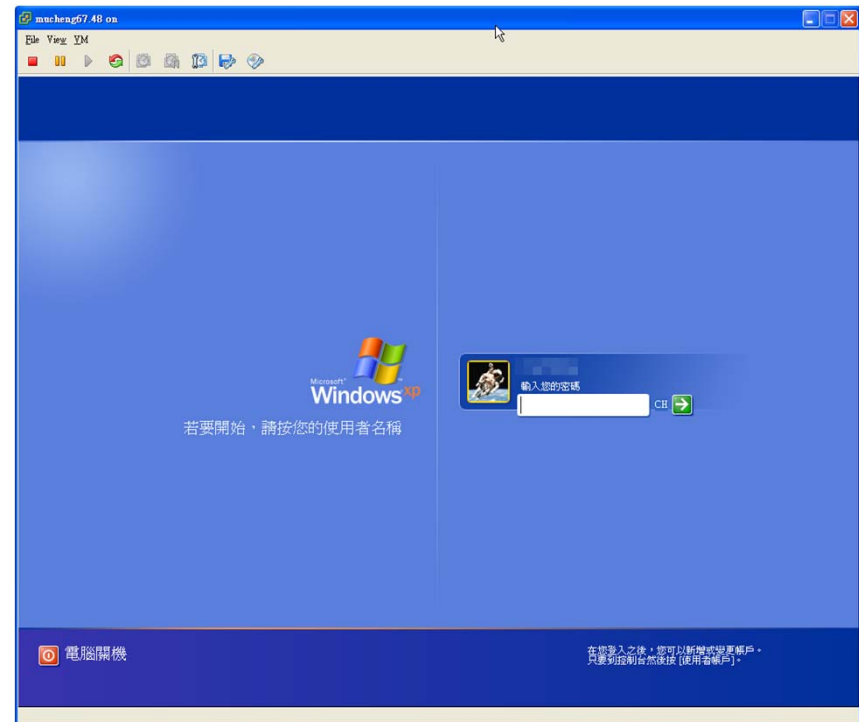 mucheng67.48 on
File View VM
Microsoft®
Windows xp
若要開始，請按您的使用者名稱
輸入您的密碼
CH
電腦關機
在您登入之後，您可以新增或變更帳戶。
只要到控制台然後按 [使用者帳戶]。